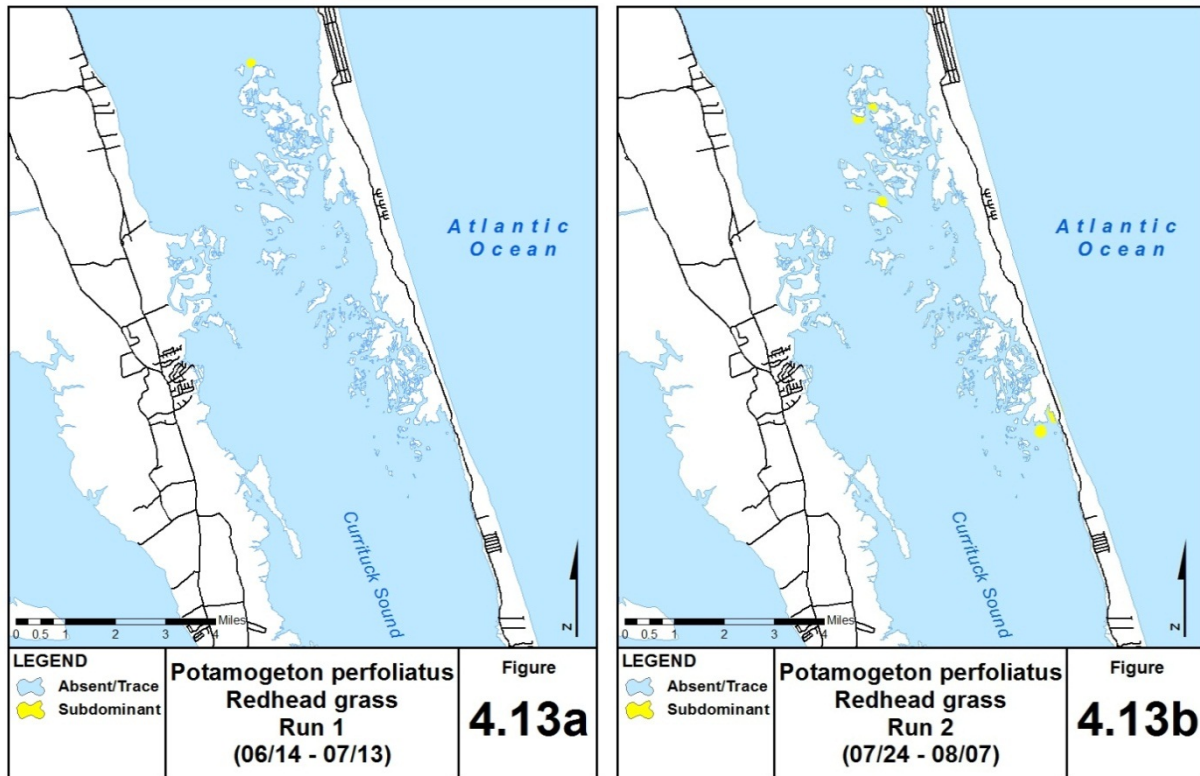 Atlantic
Ocean
Currituck Sound
Miles
0 0.5 1 2 3 4
N
LEGEND
Absent/Trace
Subdominant
Potamogeton perfoliatus
Redhead grass
Run 1
(06/14 - 07/13)
Figure
4.13a
Atlantic
Ocean
Currituck Sound
Miles
0 0.5 1 2 3 4
N
LEGEND
Absent/Trace
Subdominant
Potamogeton perfoliatus
Redhead grass
Run 2
(07/24 - 08/07)
Figure
4.13b